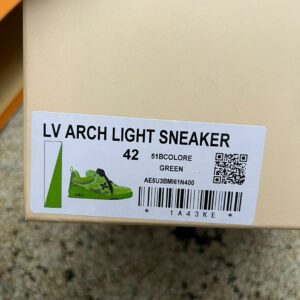 LV ARCH LIGHT SNEAKER
42 51BCOLORE
GREEN
AE5U3BMI61N400
* 1A43KE *